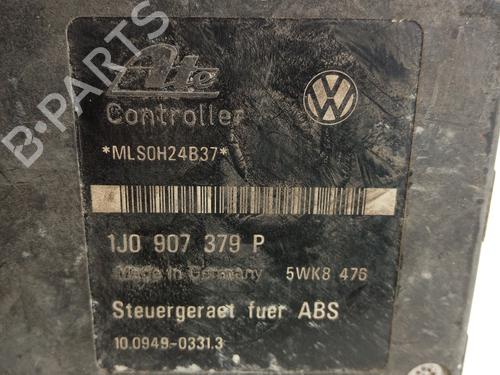 B-PARTS
Ate
VW
Controller
*MLS0H24B37*
1J0 907 379 P
Made in Germany 5WK8 476
Steuergeraet fuer ABS
10.0949-0331.3